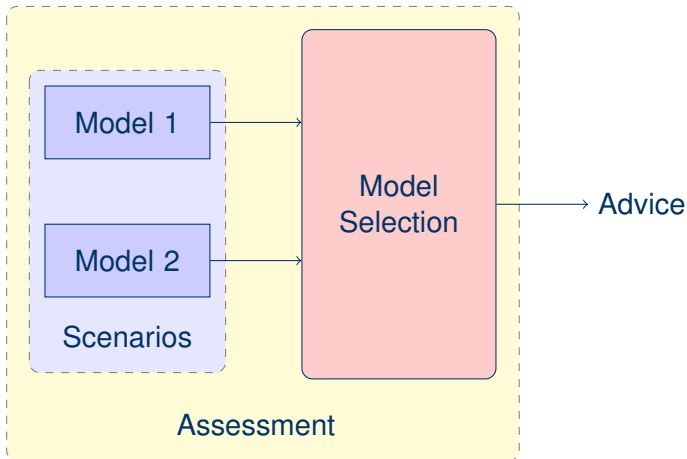 Model 1
Model
Selection
Advice
Model 2
Scenarios
Assessment